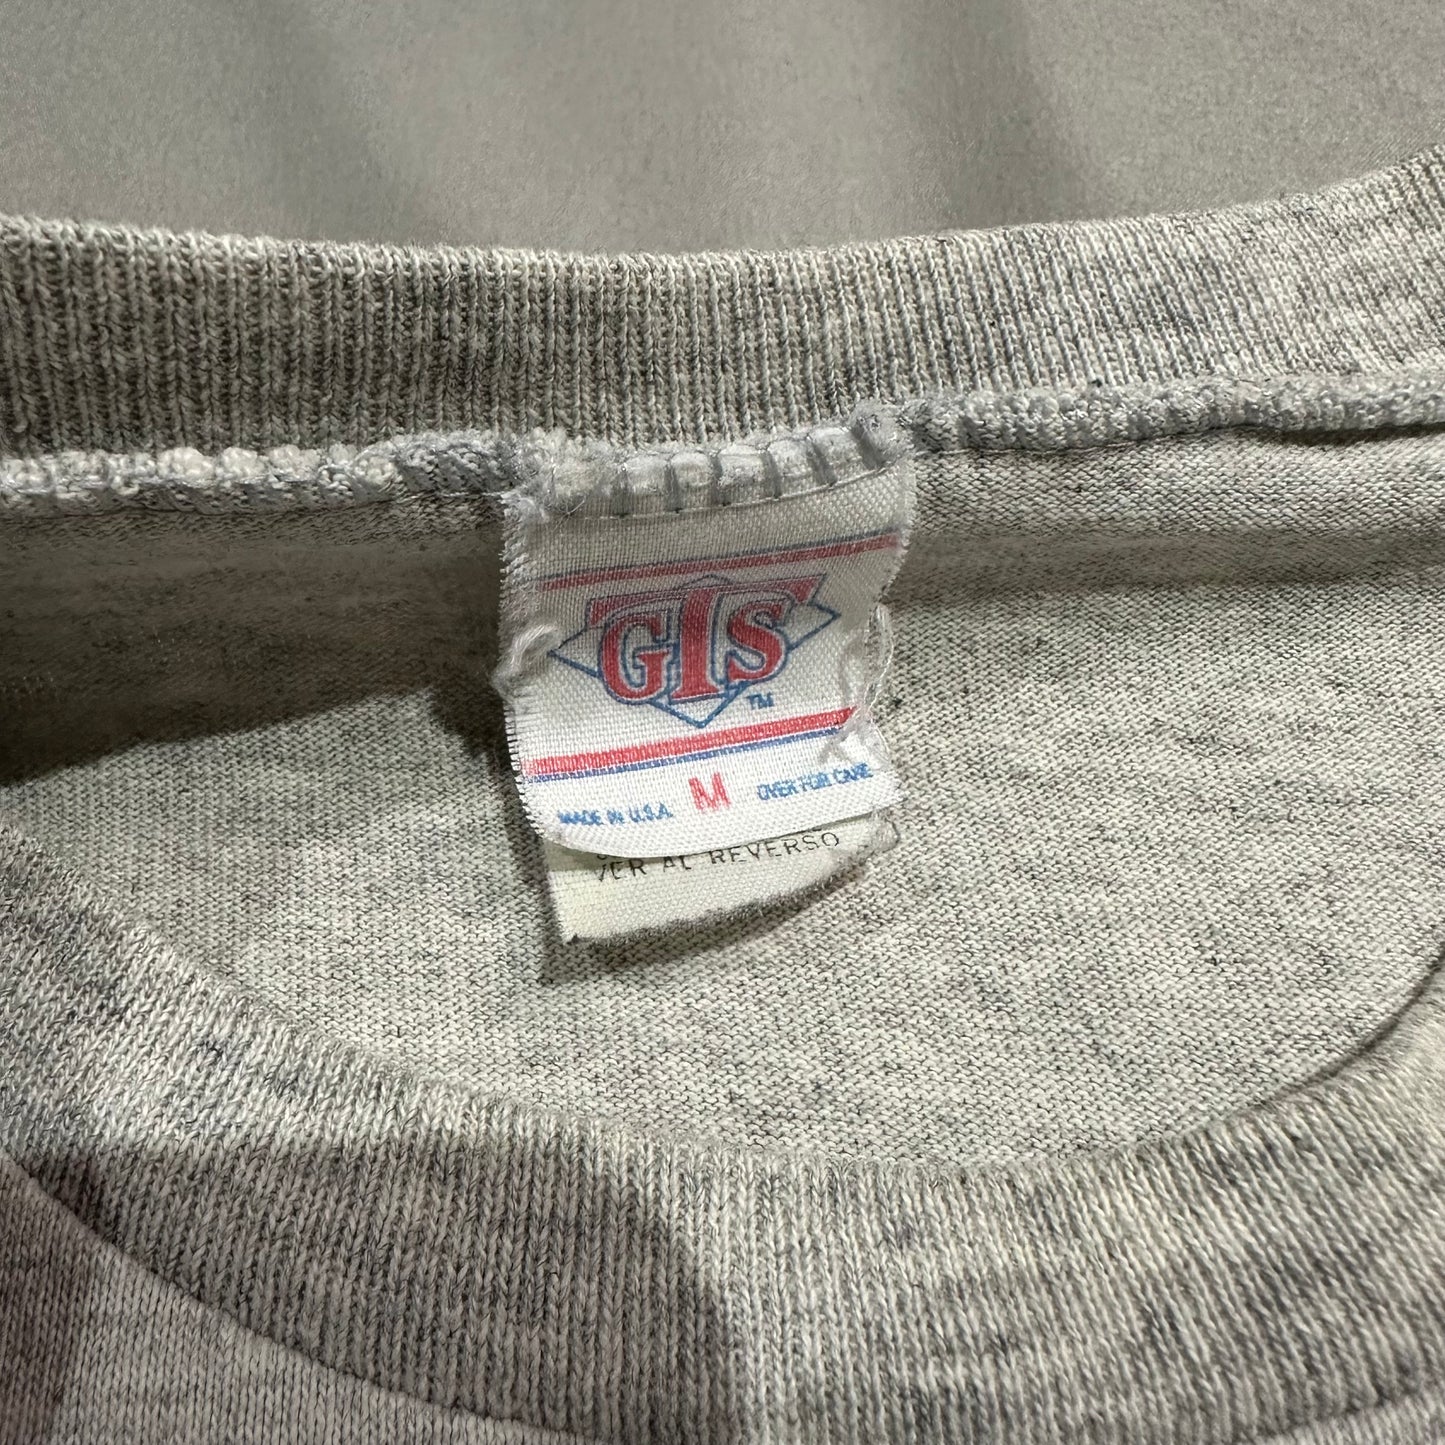 GTS
TM
MADE IN U.S.A. M OVER FOR CARE
VER AL REVERSO